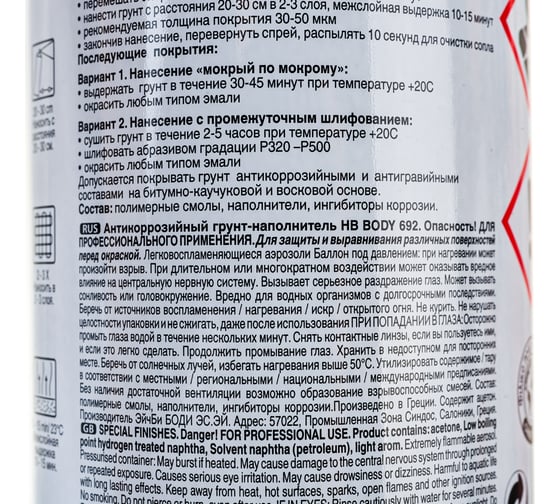 • нанести грунт с расстояния 20-30 см в 2-3 слоя, межслойная выдержка 10-15 минут
• рекомендуемая толщина покрытия 30-50 мкм
• закончив нанесение, перевернуть спрей, распылять 10 секунд для очистки сопла
Последующие покрытия:
Вариант 1. Нанесение «мокрый по мокрому»:
• выдержать грунт в течение 30-45 минут при температуре +20С
• окрасить любым типом эмали
Вариант 2. Нанесение с промежуточным шлифованием:
• сушить грунт в течение 2-5 часов при температуре +20С
• шлифовать абразивом градации Р320 –Р500
• окрасить любым типом эмали
Допускается покрывать грунт антикоррозийными и антигравийными
составами на битумно-каучуковой и восковой основе.
Состав: полимерные смолы, наполнители, ингибиторы коррозии.
RUS Антикоррозийный грунт-наполнитель HB BODY 692. Опасность! ДЛЯ
ПРОФЕССИОНАЛЬНОГО ПРИМЕНЕНИЯ. Для защиты и выравнивания различных поверхностей
перед окраской. Легковоспламеняющиеся аэрозоли Баллон под давлением: при нагревании может
произойти взрыв. При длительном или многократном воздействии может оказывать вредное
влияние на центральную нервную систему. Вызывает серьезное раздражение глаз. Может вызывать
сонливость или головокружение. Вредно для водных организмов с долгосрочными последствиями.
Беречь от источников воспламенения / нагревания / искр / открытого огня. Не курить. Не нарушать
целостности упаковки и не сжигать, даже после использования ПРИ ПОПАДАНИИ В ГЛАЗА: Осторожно
промыть глаза водой в течение нескольких минут. Снять контактные линзы, если вы пользуетесь ими,
и если это легко сделать. Продолжить промывание глаз. Хранить в недоступном для посторонних
месте. Беречь от солнечных лучей, избегать нагревания выше 50°С. Утилизировать содержимое / тару
в соответствии с местными / региональными / национальными / международными предписаниями.
Без наличия достаточной вентиляции возможно образование взрывоопасных смесей. Состав:
полимерные смолы, наполнители, ингибиторы коррозии. Произведено в Греции. Содержит ацетон.
Производитель ЭйчБи БОДИ ЭС.ЭЙ. Адрес: 57022, Промышленная Зона Синдос, Салоники, Греция.
GB SPECIAL FINISHES. Danger! FOR PROFESSIONAL USE. Product contains: acetone, Low boiling
point hydrogen treated naphtha, Solvent naphtha (petroleum), light arom. Extremely flammable aerosol.
Pressurised container: May burst if heated. May cause damage to the central nervous system through prolonged
or repeated exposure. Causes serious eye irritation. May cause drowsiness or dizziness. Harmful to aquatic life
with long lasting effects. Keep away from heat, hot surfaces, sparks, open flames and other ignition sources.